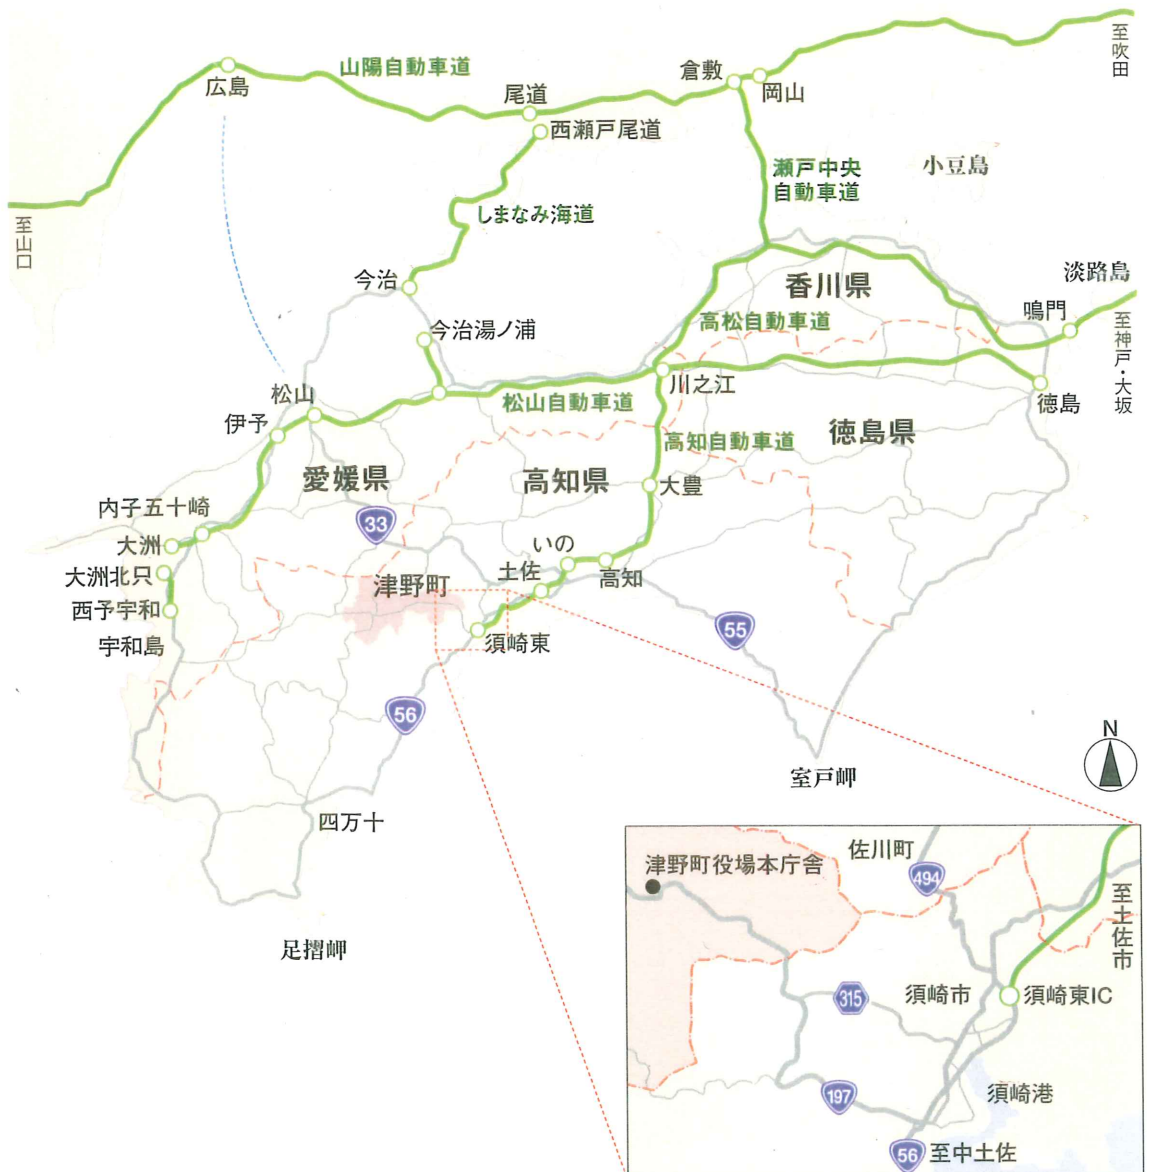 至吹田
山陽自動車道
倉敷
岡山
広島
尾道
西瀬戸尾道
瀬戸中央
自動車道
小豆島
しまなみ海道
至山口
今治
香川県
淡路島
鳴門
高松自動車道
至神戸・大坂
今治湯ノ浦
川之江
松山
松山自動車道
徳島
伊予
高知自動車道
徳島県
愛媛県
高知県
大豊
内子五十崎
33
大洲
いの
大洲北只
津野町
土佐
高知
西予宇和
宇和島
須崎東
55
56
N
室戸岬
四万十
足摺岬
津野町役場本庁舎
佐川町
494
至土佐市
315
須崎市
須崎東IC
197
須崎港
56
至中土佐